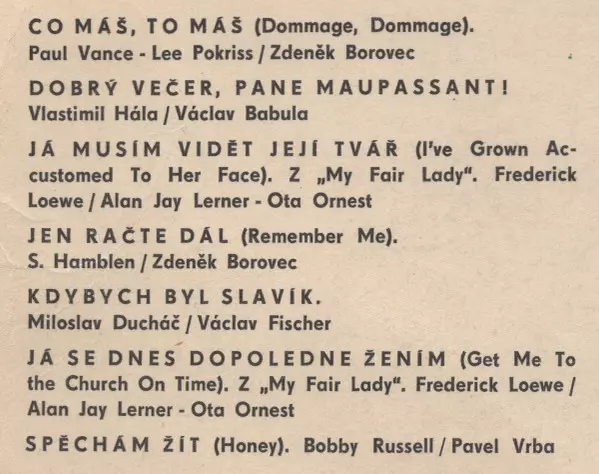 CO MÁŠ, TO MÁŠ (Dommage, Dommage).
Paul Vance - Lee Pokriss / Zdeněk Borovec
DOBRÝ VEČER, PANE MAUPASSANT!
Vlastimil Hála / Václav Babula
JÁ MUSÍM VIDĚT JEJÍ TVÁŘ (I've Grown Ac-
customed To Her Face). Z „My Fair Lady“. Frederick
Loewe / Alan Jay Lerner - Ota Ornest
JEN RAČTE DÁL (Remember Me).
S. Hamblen / Zdeněk Borovec
KDYBYCH BYL SLAVÍK.
Miloslav Ducháč / Václav Fischer
JÁ SE DNES DOPOLEDNE ŽENÍM (Get Me To
the Church On Time). Z „My Fair Lady“. Frederick Loewe /
Alan Jay Lerner - Ota Ornest
SPĚCHÁM ŽÍT (Honey). Bobby Russell / Pavel Vrba